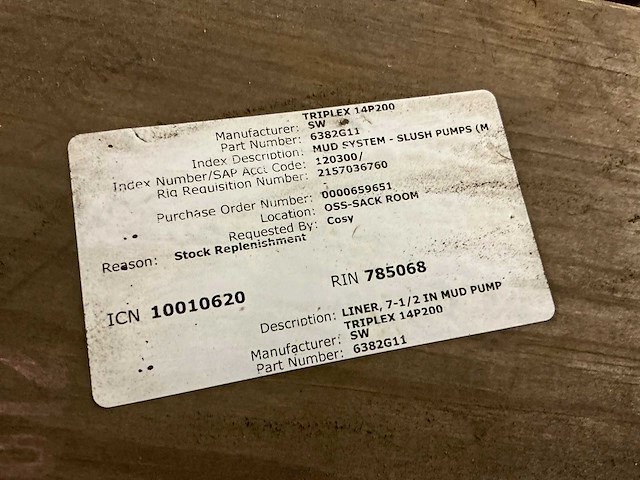 TRIPLEX 14P200
Manufacturer: SW
Part Number: 6382G11
Index Description: MUD SYSTEM - SLUSH PUMPS (M
Index Number/SAP Acct Code: 120300/
Rig Requisition Number: 2157036760
Purchase Order Number: 0000659651
Location: OSS-SACK ROOM
Requested By: Cosy
Reason: Stock Replenishment
ICN 10010620 RIN 785068
Description: LINER, 7-1/2 IN MUD PUMP
TRIPLEX 14P200
Manufacturer: SW
Part Number: 6382G11